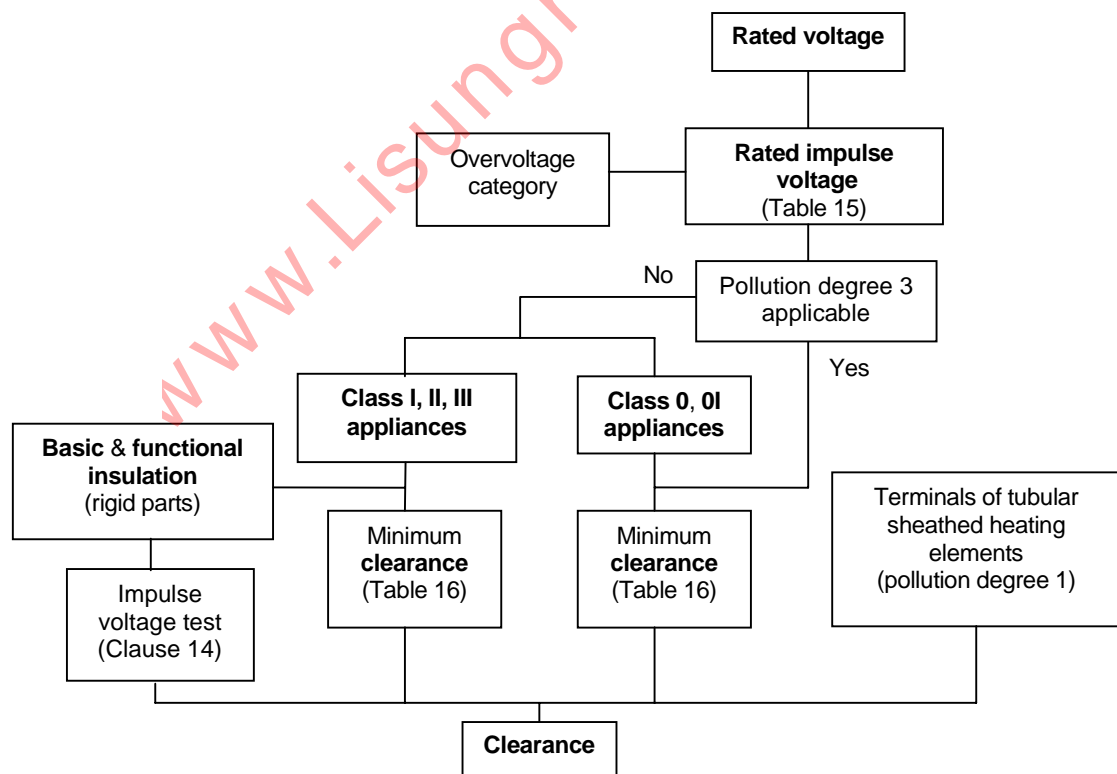 www.Lisungr
Rated voltage
Overvoltage
category
Rated impulse
voltage
(Table 15)
No
Pollution degree 3
applicable
Yes
Class I, II, III
appliances
Class 0, 0I
appliances
Basic & functional
insulation
(rigid parts)
Terminals of tubular
sheathed heating
elements
(pollution degree 1)
Minimum
clearance
(Table 16)
Minimum
clearance
(Table 16)
Impulse
voltage test
(Clause 14)
Clearance